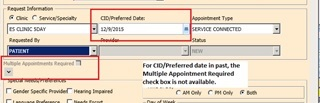 Request Information
Clinic Service/Specialty CID/Preferred Date: Appointment Type
ES CLINIC SDAY 12/9/2015 SERVICE CONNECTED
Requested By Provider Status
PATIENT NEW
Multiple Appointments Required
For CID/Preferred date in past, the
Multiple Appointment Required
check box is not available.
Special Needs/Preferences
Gender Specific Provider Hearing Impaired AM Only PM Only Both
Language Preference Needs Escort Day of Week